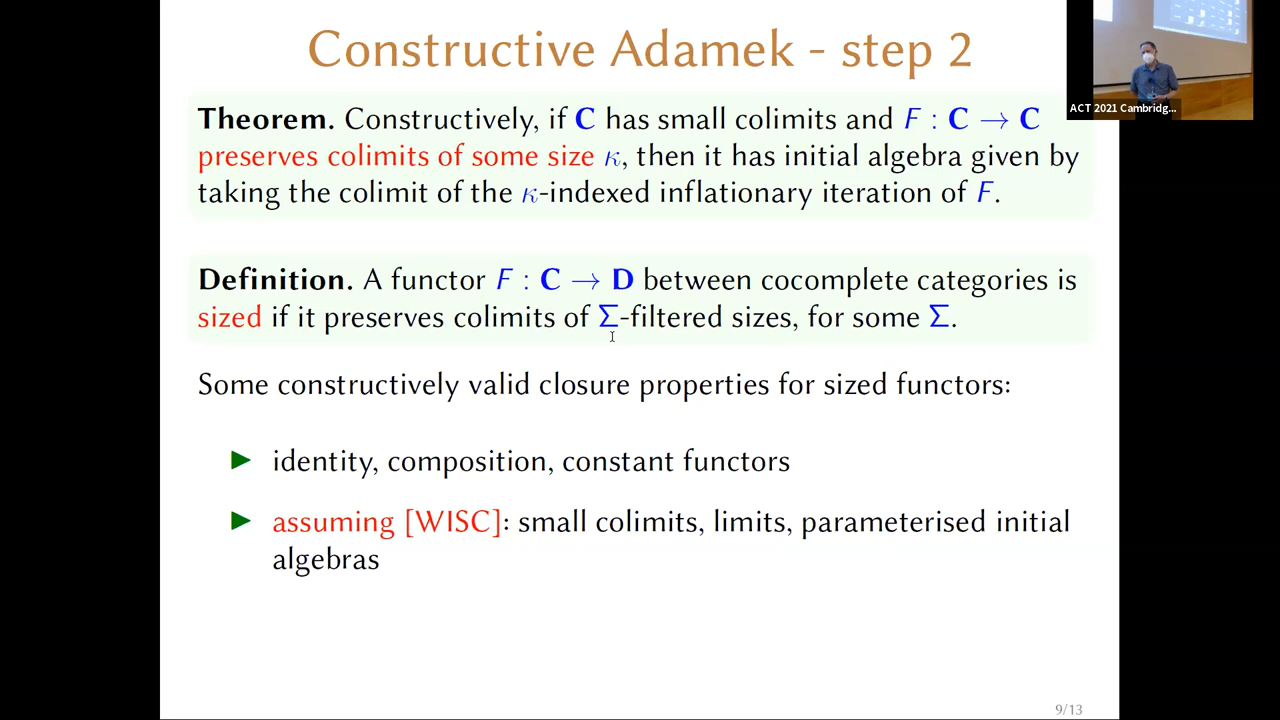 Constructive Adamek - step 2
ACT 2021 Cambridg...
Theorem. Constructively, if C has small colimits and F : C → C
preserves colimits of some size κ, then it has initial algebra given by
taking the colimit of the κ-indexed inflationary iteration of F.
Definition. A functor F : C → D between cocomplete categories is
sized if it preserves colimits of Σ-filtered sizes, for some Σ.
Some constructively valid closure properties for sized functors:
▶ identity, composition, constant functors
▶ assuming [WISC]: small colimits, limits, parameterised initial
algebras
9/13